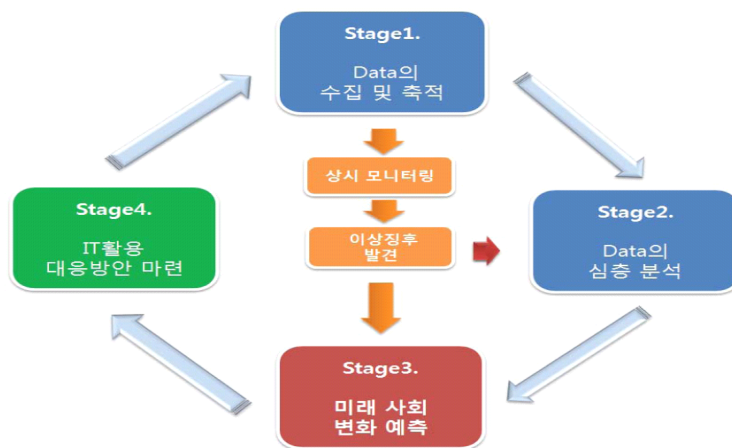 Stage1.
Data의
수집 및 축적
상시 모니터링
이상징후
발견
Stage2.
Data의
심층 분석
Stage3.
미래 사회
변화 예측
Stage4.
IT활용
대응방안 마련